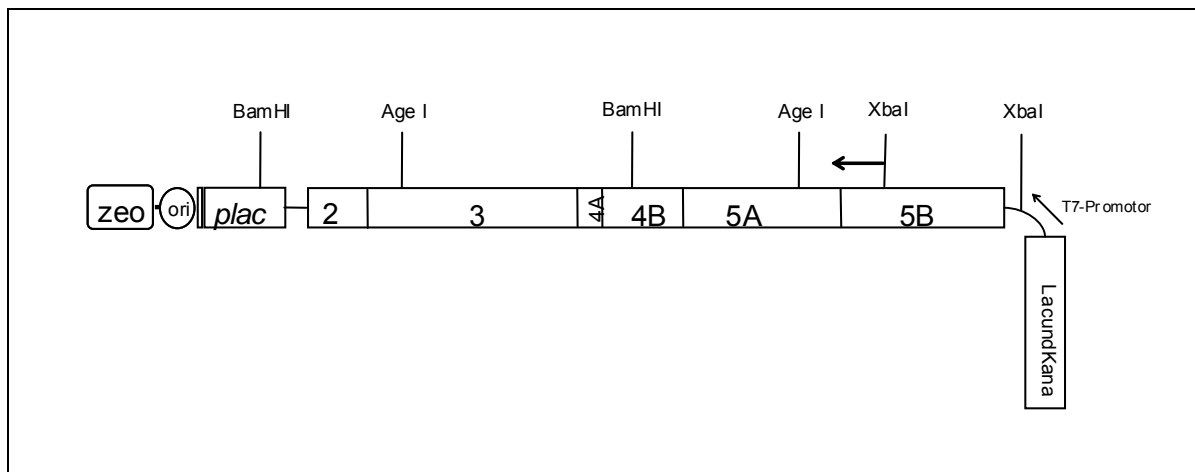 BamHI
Age I
BamHI
Age I
XbaI
XbaI
zeo
ori
plac
2
3
4A
4B
5A
5B
T7-Promotor
LacundKana